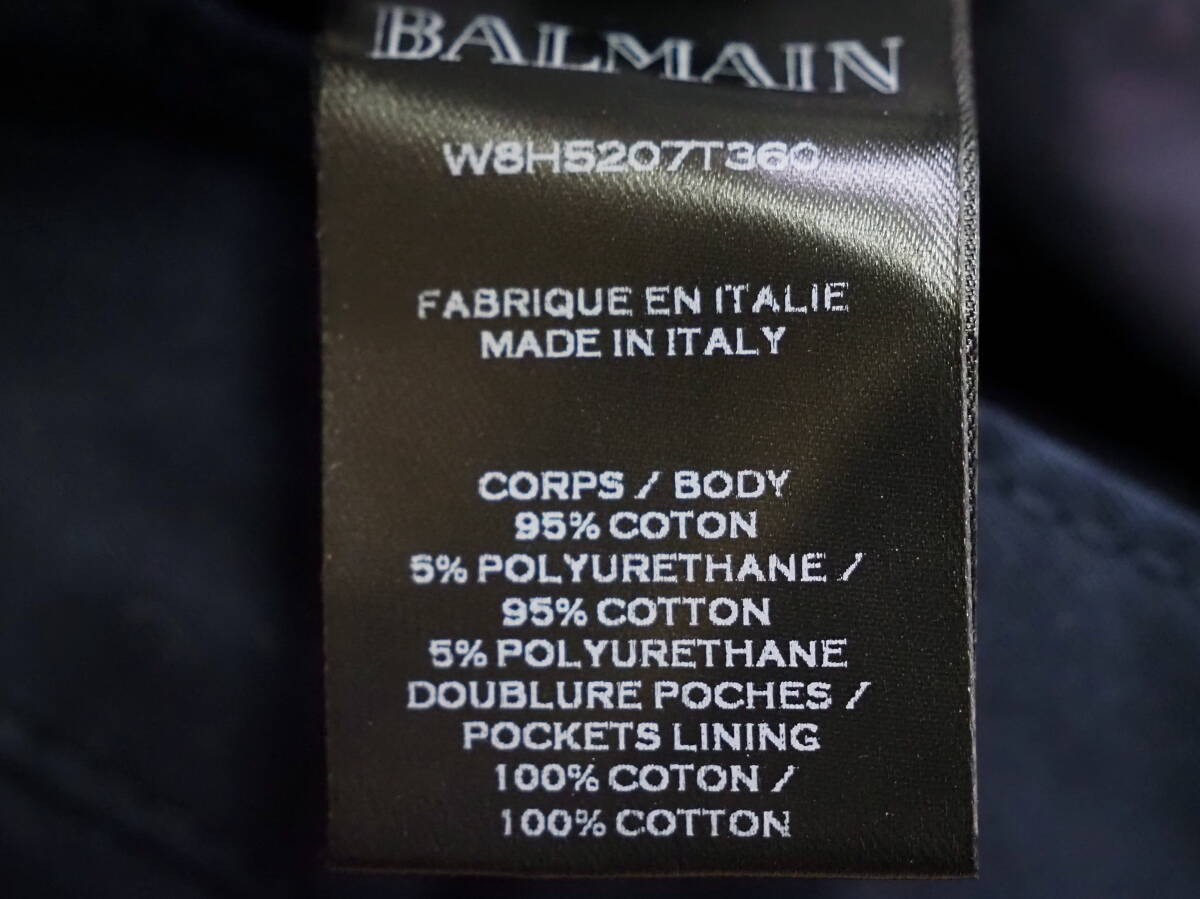 BALMAIN
W8H5207T360
FABRIQUE EN ITALIE
MADE IN ITALY
CORPS / BODY
95% COTON
5% POLYURETHANE /
95% COTTON
5% POLYURETHANE
DOUBLURE POCHES /
POCKETS LINING
100% COTON /
100% COTTON